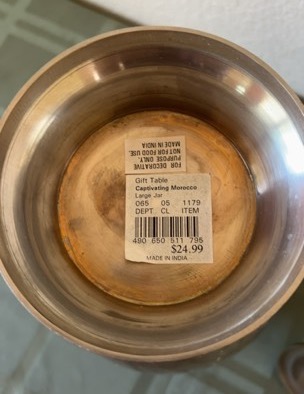 FOR DECORATIVE
PURPOSE ONLY.
NOT FOR FOOD USE.
MADE IN INDIA
Gift Table
Captivating Morocco
Large Jar
065 05 1179
DEPT CL ITEM
490 650 511 795
$24.99
MADE IN INDIA